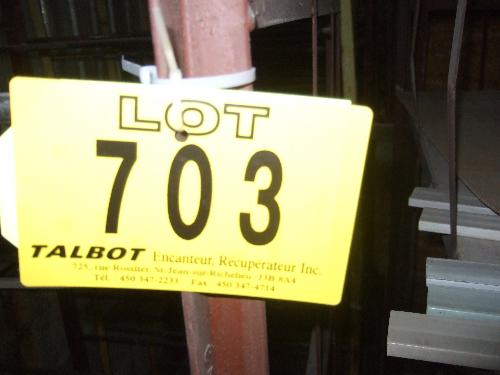 LOT
703
TALBOT Encanteur, Récupérateur Inc.
725, rue Rossiter, St-Jean-sur-Richelieu J3B 8A4
Tél. 450 347-2233 Fax 450 347-4714